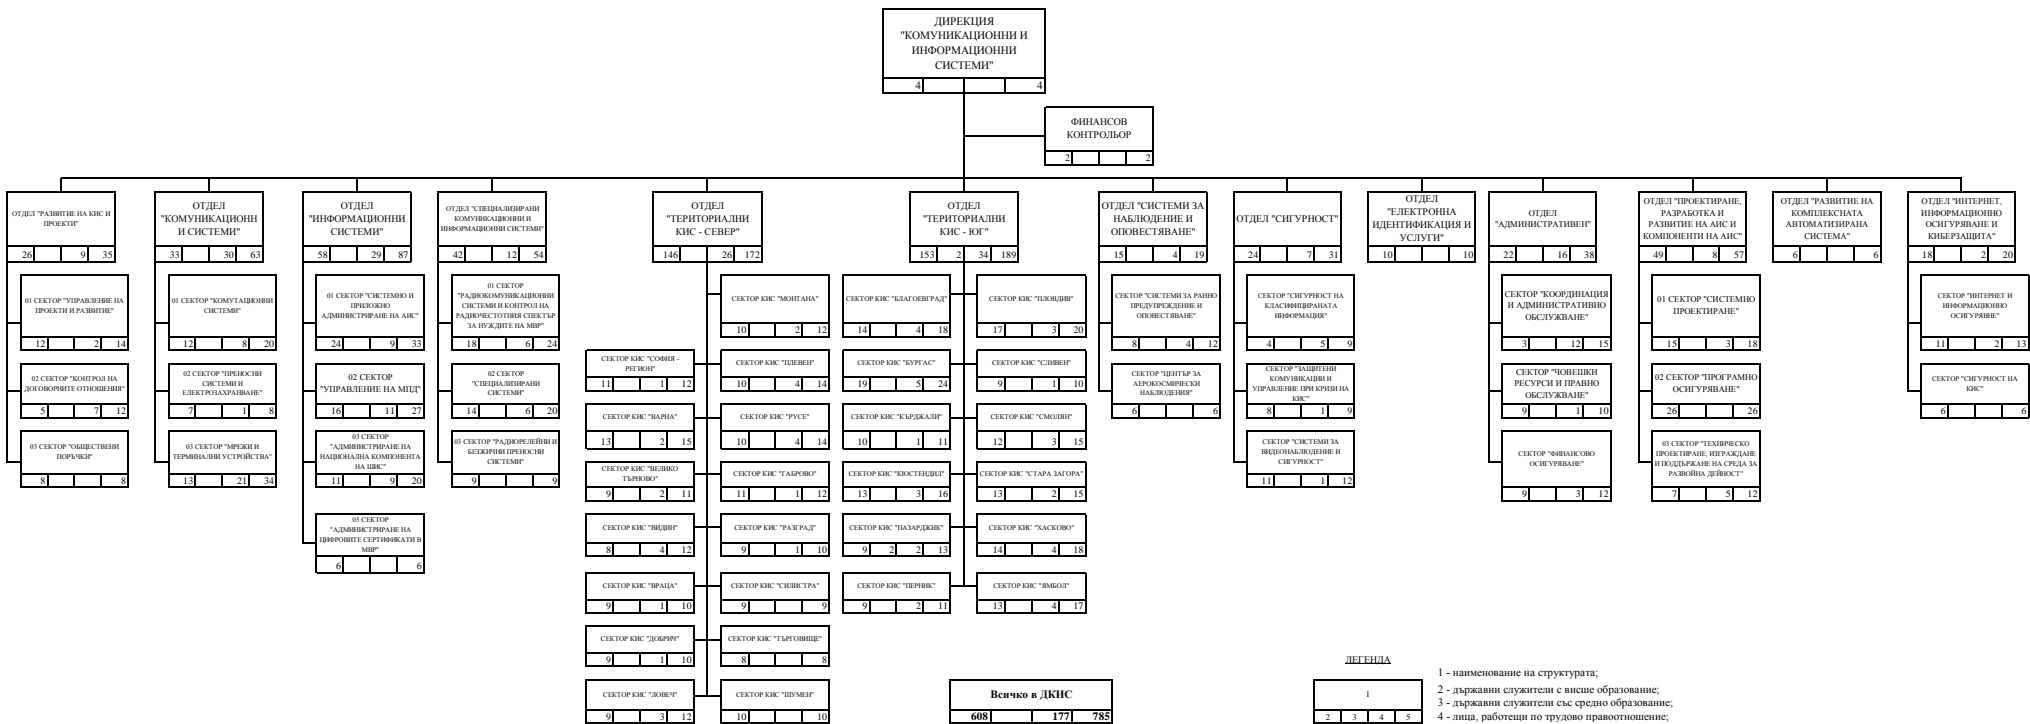 ДИРЕКЦИЯ
"КОМУНИКАЦИОННИ И
ИНФОРМАЦИОННИ
СИСТЕМИ"
4 4
ФИНАНСОВ
КОНТРОЛЬОР
2 2
ОТДЕЛ "РАЗВИТИЕ НА КИС И
ПРОЕКТИ"
26 9 35
01 СЕКТОР "УПРАВЛЕНИЕ НА
ПРОЕКТИ И РАЗВИТИЕ"
12 2 14
02 СЕКТОР "КОНТРОЛ НА
ДОГОВОРНИТЕ ОТНОШЕНИЯ"
5 7 12
03 СЕКТОР "ОБЩЕСТВЕНИ
ПОРЪЧКИ"
8 8
ОТДЕЛ
"КОМУНИКАЦИОНН
И СИСТЕМИ"
33 30 63
01 СЕКТОР "КОМУТАЦИОННИ
СИСТЕМИ"
12 8 20
02 СЕКТОР "ПРЕНОСНИ
СИСТЕМИ И
ЕЛЕКТРОЗАХРАНВАНЕ"
7 1 8
03 СЕКТОР "МРЕЖИ И
ТЕРМИНАЛНИ УСТРОЙСТВА"
13 21 34
ОТДЕЛ
"ИНФОРМАЦИОННИ
СИСТЕМИ"
58 29 87
01 СЕКТОР "СИСТЕМНО И
ПРИЛОЖНО
АДМИНИСТРИРАНЕ НА АИС"
24 9 33
02 СЕКТОР
"УПРАВЛЕНИЕ НА МПД"
16 11 27
03 СЕКТОР
"АДМИНИСТРИРАНЕ НА
НАЦИОНАЛНА КОМПОНЕНТА
НА ШИС"
11 9 20
05 СЕКТОР
"АДМИНИСТРИРАНЕ НА
ЦИФРОВИТЕ СЕРТИФИКАТИ В
МВР"
6 6
ОТДЕЛ "СПЕЦИАЛИЗИРАНИ
КОМУНИКАЦИОННИ И
ИНФОРМАЦИОННИ СИСТЕМИ"
42 12 54
01 СЕКТОР
"РАДИОКОМУНИКАЦИОННИ
СИСТЕМИ И КОНТРОЛ НА
РАДИОЧЕСТОТНИЯ СПЕКТЪР
ЗА НУЖДИТЕ НА МВР"
18 6 24
02 СЕКТОР
"СПЕЦИАЛИЗИРАНИ
СИСТЕМИ"
14 6 20
03 СЕКТОР "РАДИОРЕЛЕЙНИ И
БЕЗЖИЧНИ ПРЕНОСНИ
СИСТЕМИ"
9 9
ОТДЕЛ
"ТЕРИТОРИАЛНИ
КИС - СЕВЕР"
146 26 172
СЕКТОР КИС "МОНТАНА"
10 2 12
СЕКТОР КИС "СОФИЯ -
РЕГИОН"
11 1 12
СЕКТОР КИС "ПЛЕВЕН"
10 4 14
СЕКТОР КИС "ВАРНА"
13 2 15
СЕКТОР КИС "РУСЕ"
10 4 14
СЕКТОР КИС "ВЕЛИКО
ТЪРНОВО"
9 2 11
СЕКТОР КИС "ГАБРОВО"
11 1 12
СЕКТОР КИС "ВИДИН"
8 4 12
СЕКТОР КИС "РАЗГРАД"
9 1 10
СЕКТОР КИС "ВРАЦА"
9 1 10
СЕКТОР КИС "СИЛИСТРА"
9 9
СЕКТОР КИС "ДОБРИЧ"
9 1 10
СЕКТОР КИС "ТЪРГОВИЩЕ"
8 8
СЕКТОР КИС "ЛОВЕЧ"
9 3 12
СЕКТОР КИС "ШУМЕН"
10 10
ОТДЕЛ
"ТЕРИТОРИАЛНИ
КИС - ЮГ"
153 2 34 189
СЕКТОР КИС "БЛАГОЕВГРАД"
14 4 18
СЕКТОР КИС "ПЛОВДИВ"
17 3 20
СЕКТОР КИС "БУРГАС"
19 5 24
СЕКТОР КИС "СЛИВЕН"
9 1 10
СЕКТОР КИС "КЪРДЖАЛИ"
10 1 11
СЕКТОР КИС "СМОЛЯН"
12 3 15
СЕКТОР КИС "КЮСТЕНДИЛ"
13 3 16
СЕКТОР КИС "СТАРА ЗАГОРА"
13 2 15
СЕКТОР КИС "ПАЗАРДЖИК"
9 2 2 13
СЕКТОР КИС "ХАСКОВО"
14 4 18
СЕКТОР КИС "ПЕРНИК"
9 2 11
СЕКТОР КИС "ЯМБОЛ"
13 4 17
ОТДЕЛ "СИСТЕМИ ЗА
НАБЛЮДЕНИЕ И
ОПОВЕСТЯВАНЕ"
15 4 19
СЕКТОР "СИСТЕМИ ЗА РАННО
ПРЕДУПРЕЖДЕНИЕ И
ОПОВЕСТЯВАНЕ"
8 4 12
СЕКТОР "ЦЕНТЪР ЗА
АЕРОКОСМИЧЕСКИ
НАБЛЮДЕНИЯ"
6 6
ОТДЕЛ "СИГУРНОСТ"
24 7 31
СЕКТОР "СИГУРНОСТ НА
КЛАСИФИЦИРАНАТА
ИНФОРМАЦИЯ"
4 5 9
СЕКТОР "ЗАЩИТЕНИ
КОМУНИКАЦИИ И
УПРАВЛЕНИЕ ПРИ КРИЗИ НА
КИС"
8 1 9
СЕКТОР "СИСТЕМИ ЗА
ВИДЕОНАБЛЮДЕНИЕ И
СИГУРНОСТ"
11 1 12
ОТДЕЛ
"ЕЛЕКТРОННА
ИДЕНТИФИКАЦИЯ И
УСЛУГИ"
10 10
ОТДЕЛ
"АДМИНИСТРАТИВЕН"
22 16 38
СЕКТОР "КООРДИНАЦИЯ
И АДМИНИСТРАТИВНО
ОБСЛУЖВАНЕ"
3 12 15
СЕКТОР "ЧОВЕШКИ
РЕСУРСИ И ПРАВНО
ОБСЛУЖВАНЕ"
9 1 10
СЕКТОР "ФИНАНСОВО
ОСИГУРЯВАНЕ"
9 3 12
ОТДЕЛ "ПРОЕКТИРАНЕ,
РАЗРАБОТКА И
РАЗВИТИЕ НА АИС И
КОМПОНЕНТИ НА АИС"
49 8 57
01 СЕКТОР "СИСТЕМНО
ПРОЕКТИРАНЕ"
15 3 18
02 СЕКТОР "ПРОГРАМНО
ОСИГУРЯВАНЕ"
26 26
03 СЕКТОР "ТЕХНИЧЕСКО
ПРОЕКТИРАНЕ, ИЗГРАЖДАНЕ
И ПОДДЪРЖАНЕ НА СРЕДА ЗА
РАЗВОЙНА ДЕЙНОСТ"
7 5 12
ОТДЕЛ "РАЗВИТИЕ НА
КОМПЛЕКСНАТА
АВТОМАТИЗИРАНА
СИСТЕМА"
6 6
ОТДЕЛ "ИНТЕРНЕТ,
ИНФОРМАЦИОННО
ОСИГУРЯВАНЕ И
КИБЕРЗАЩИТА"
18 2 20
СЕКТОР "ИНТЕРНЕТ И
ИНФОРМАЦИОННО
ОСИГУРЯВНЕ"
11 2 13
СЕКТОР "СИГУРНОСТ НА
КИС"
6 6
Всичко в ДКИС
608 177 785
ЛЕГЕНДА
1
2 3 4 5
1 - наименование на структурата;
2 - държавни служители с висше образование;
3 - държавни служители със средно образование;
4 - лица, работещи по трудово правоотношение;